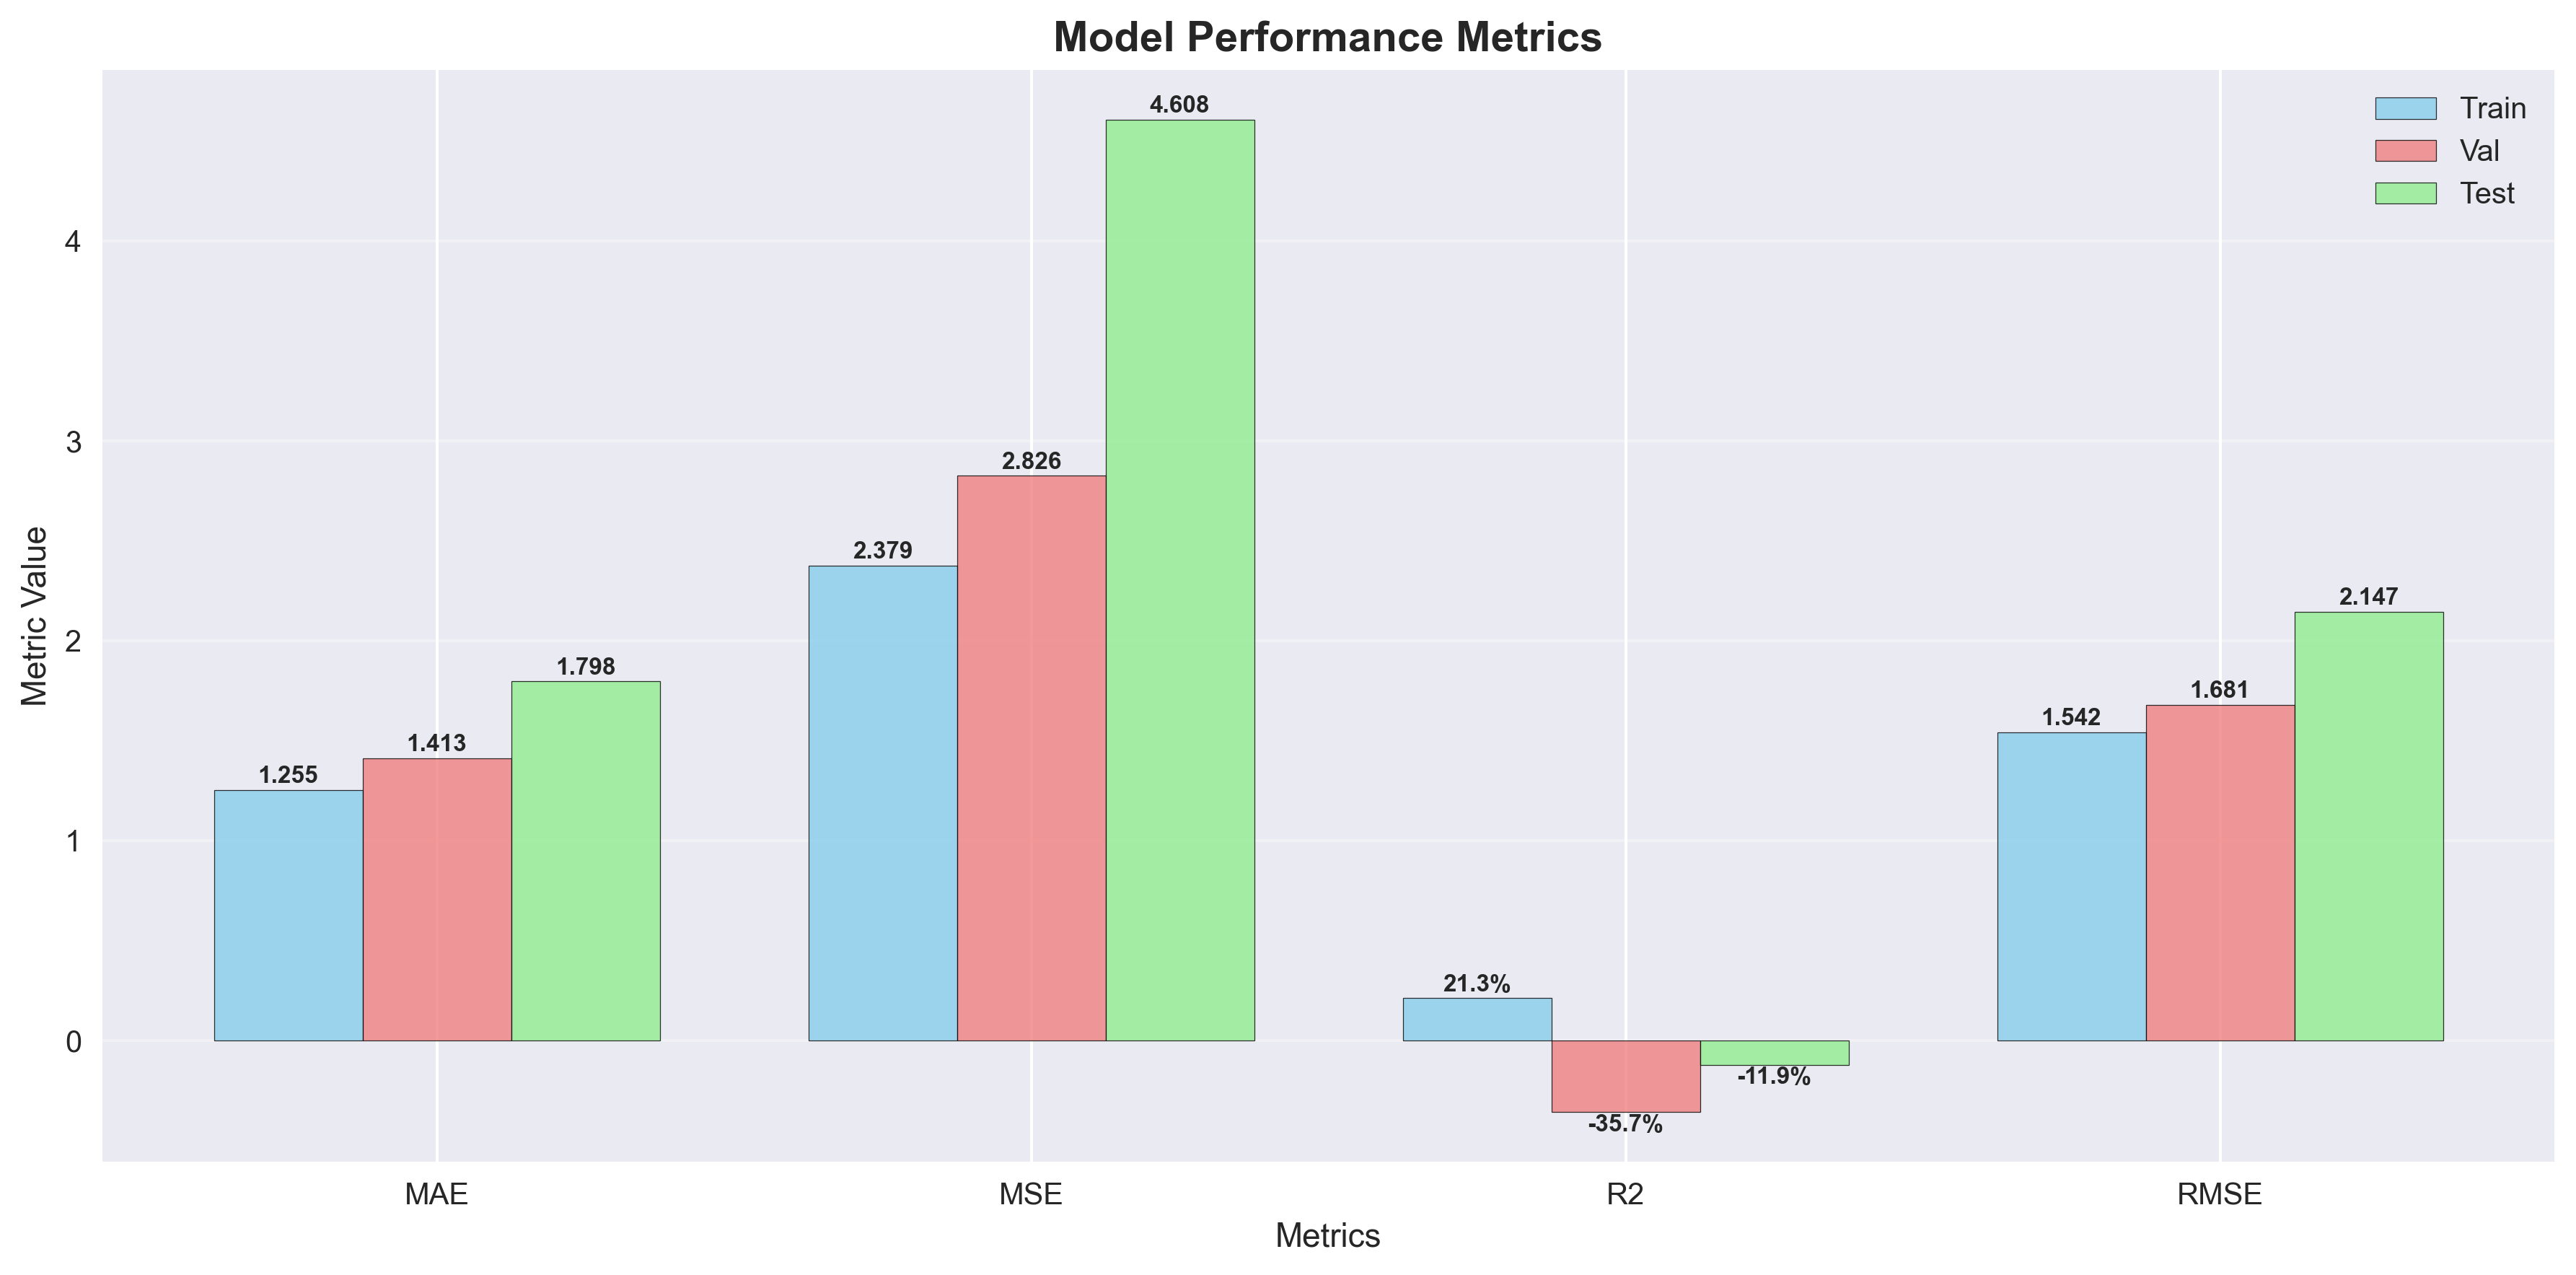 Model Performance Metrics
Train
Val
Test
Metric Value
4
3
2
1
0
1.255
1.413
1.798
2.379
2.826
4.608
21.3%
-35.7%
-11.9%
1.542
1.681
2.147
MAE
MSE
R2
RMSE
Metrics